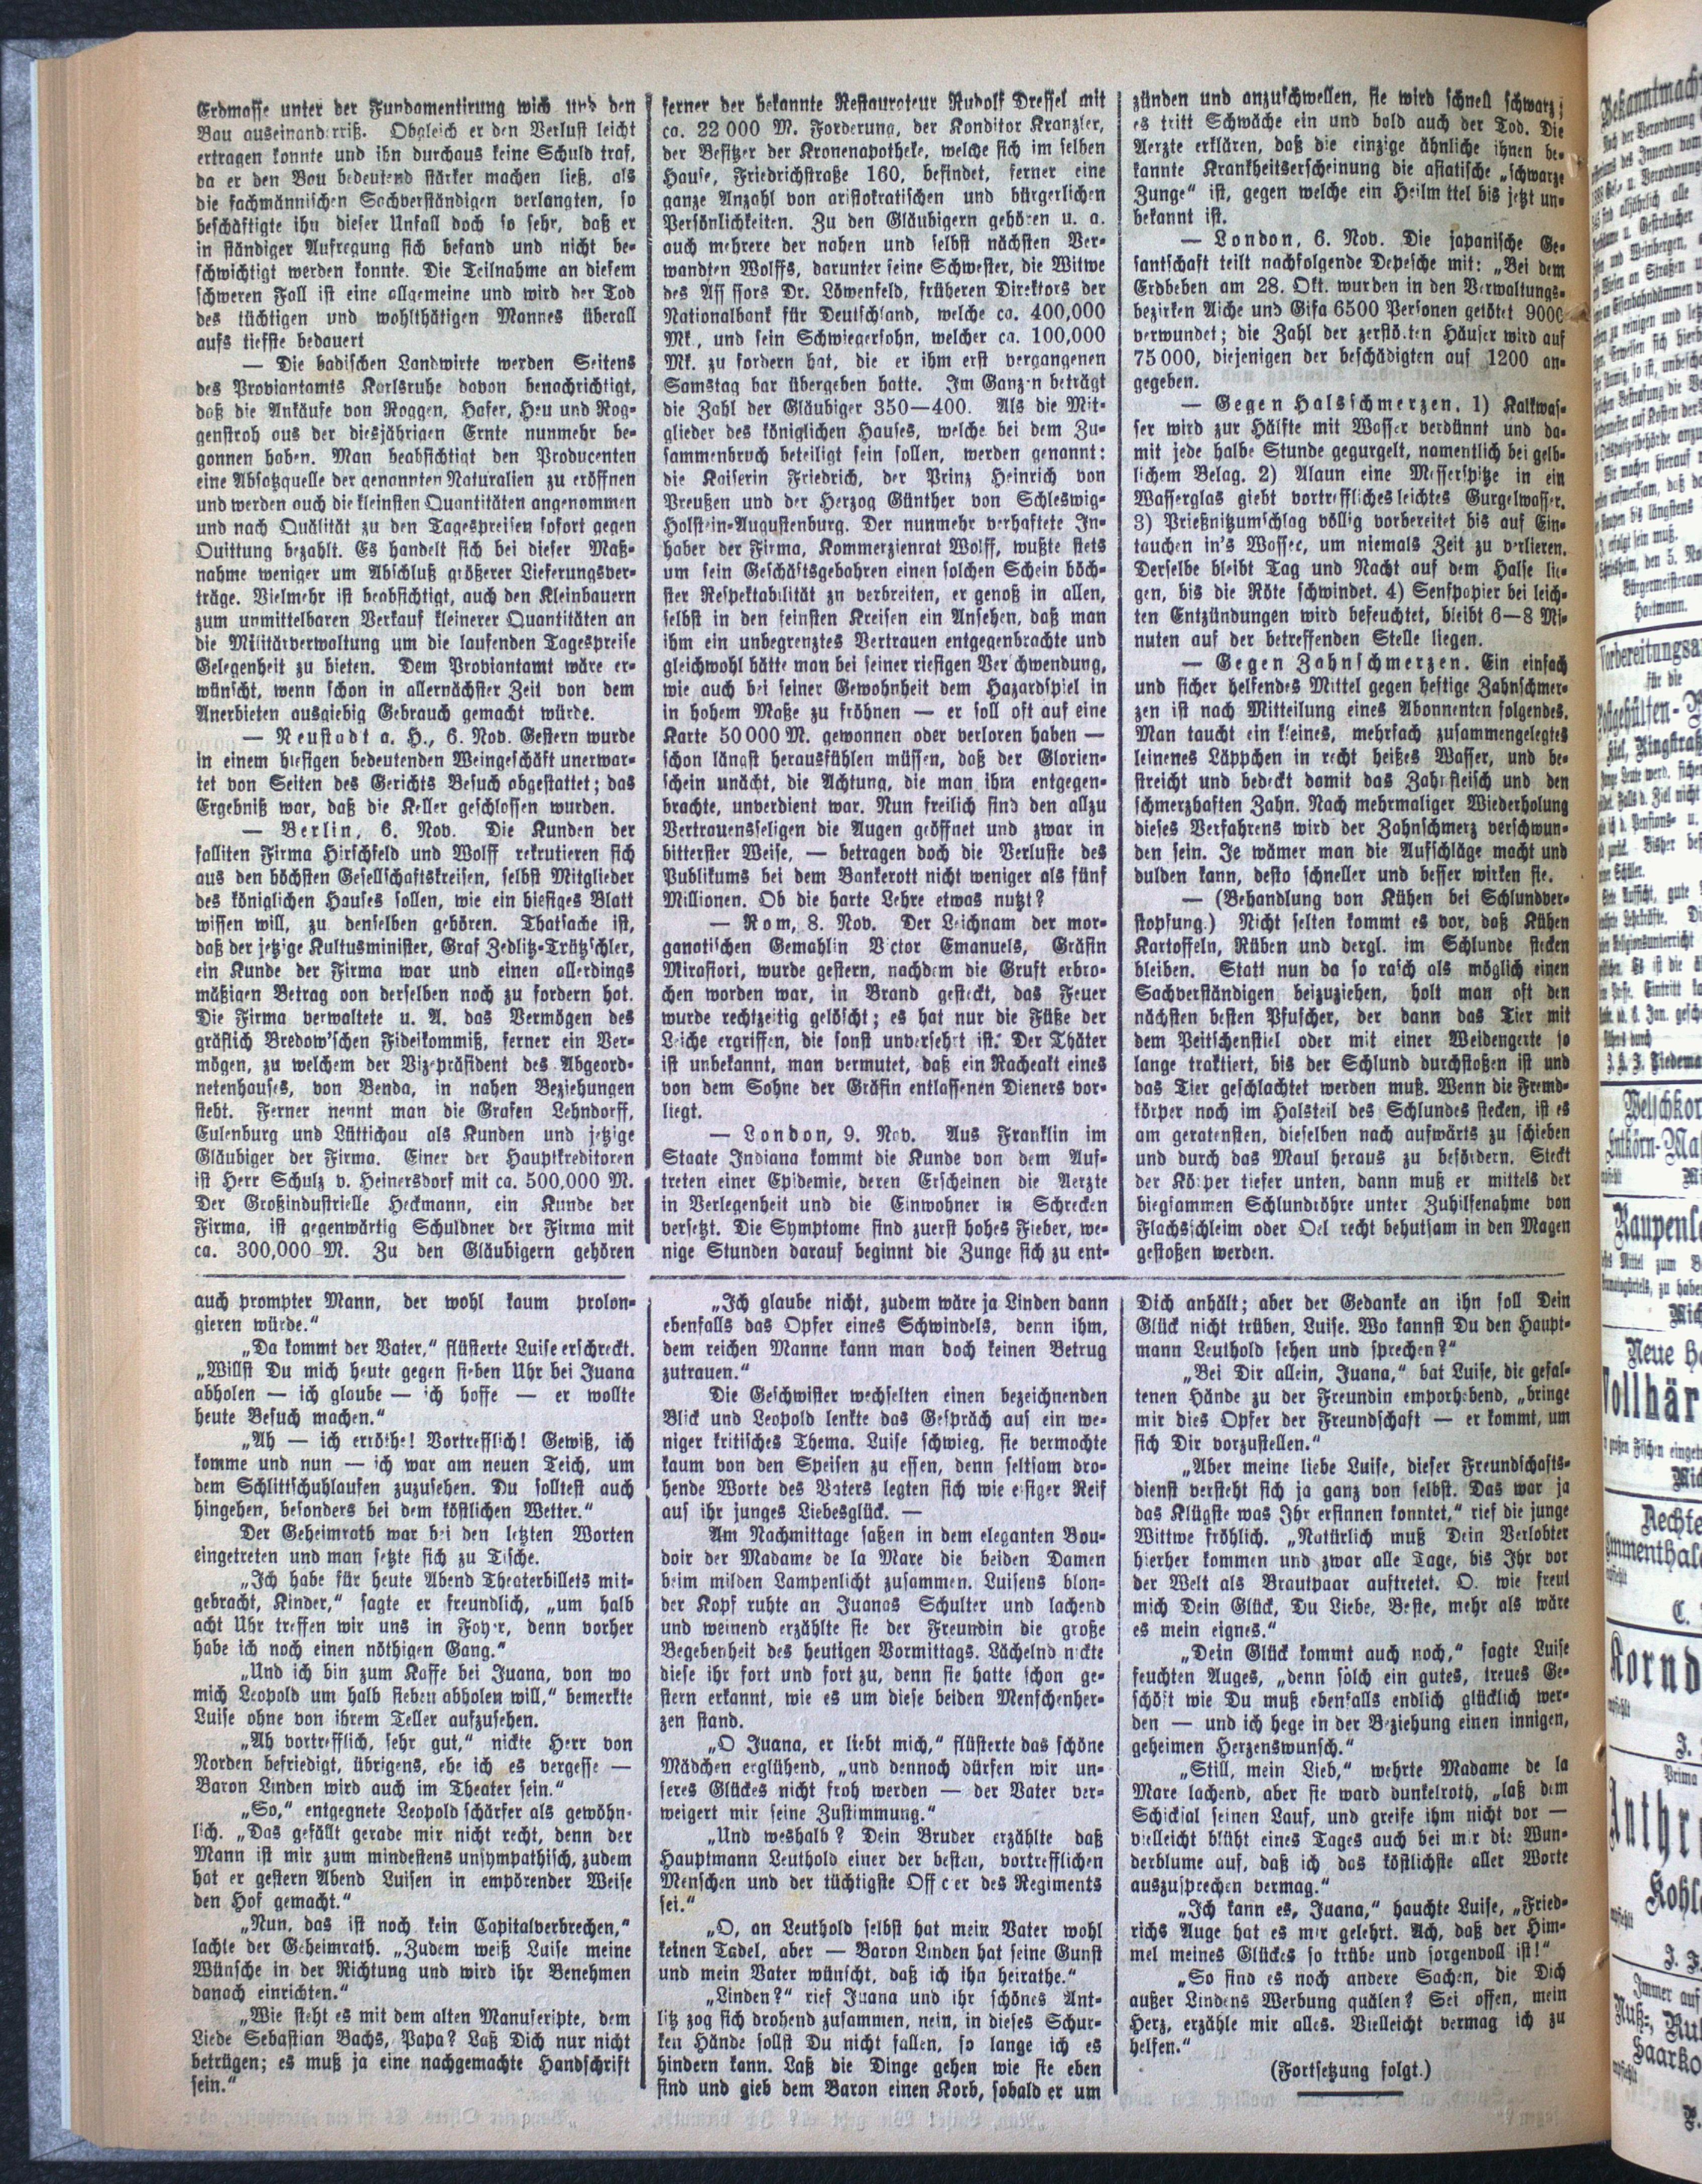 Erdmasse unter der Fundamentirung wich und den
Bau auseinanderriß. Obgleich er den Verlust leicht
ertragen konnte und ihn durchaus keine Schuld traf,
da er den Bau bedeutend stärker machen ließ, als
die fachmännischen Sachverständigen verlangten, so
beschäftigte ihn dieser Unfall doch so sehr, daß er
in ständiger Aufregung sich befand und nicht be-
schwichtigt werden konnte. Die Teilnahme an diesem
schweren Fall ist eine allgemeine und wird der Tod
des tüchtigen und wohlthätigen Mannes überall
aufs tiefste bedauert
— Die badischen Landwirte werden Seitens
des Proviantamts Karlsruhe davon benachrichtigt,
daß die Ankäufe von Roggen, Hafer, Heu und Rog-
genstroh aus der diesjährigen Ernte nunmehr be-
gonnen haben. Man beabsichtigt den Producenten
eine Absatzquelle der genannten Naturalien zu eröffnen
und werden auch die kleinsten Quantitäten angenommen
und nach Qualität zu den Tagespreisen sofort gegen
Quittung bezahlt. Es handelt sich bei dieser Maß-
nahme weniger um Abschluß größerer Lieferungsver-
träge. Vielmehr ist beabsichtigt, auch den Kleinbauern
zum unmittelbaren Verkauf kleinerer Quantitäten an
die Militärverwaltung um die laufenden Tagespreise
Gelegenheit zu bieten. Dem Proviantamt wäre er-
wünscht, wenn schon in allernächster Zeit von dem
Anerbieten ausgiebig Gebrauch gemacht würde.
— Neustadt a. H., 6. Nov. Gestern wurde
in einem hiesigen bedeutenden Weingeschäft unerwar-
tet von Seiten des Gerichts Besuch abgestattet; das
Ergebniß war, daß die Keller geschlossen wurden.
— Berlin, 6. Nov. Die Kunden der
falliten Firma Hirschfeld und Wolff rekrutieren sich
aus den höchsten Gesellschaftskreisen, selbst Mitglieder
des königlichen Hauses sollen, wie ein hiesiges Blatt
wissen will, zu denselben gehören. Thatsache ist,
daß der jetzige Kultusminister, Graf Zedlitz-Trützschler,
ein Kunde der Firma war und einen allerdings
mäßigen Betrag von derselben noch zu fordern hat.
Die Firma verwaltete u. A. das Vermögen des
gräflich Bredow'schen Fideikommiß, ferner ein Ver-
mögen, zu welchem der Vizepräsident des Abgeord-
netenhauses, von Benda, in nahen Beziehungen
steht. Ferner nennt man die Grafen Lehndorff,
Eulenburg und Lüttichau als Kunden und jetzige
Gläubiger der Firma. Einer der Hauptkreditoren
ist Herr Schulz v. Heinersdorf mit ca. 500,000 M.
Der Großindustrielle Heckmann, ein Kunde der
Firma, ist gegenwärtig Schuldner der Firma mit
ca. 300,000 M. Zu den Gläubigern gehören
ferner der bekannte Restaurateur Rudolf Dressel mit
ca. 22 000 M. Forderung, der Konditor Kranzler,
der Besitzer der Kronenapotheke, welche sich im selben
Hause, Friedrichstraße 160, befindet, ferner eine
ganze Anzahl von aristokratischen und bürgerlichen
Persönlichkeiten. Zu den Gläubigern gehören u. a.
auch mehrere der nahen und selbst nächsten Ver-
wandten Wolffs, darunter seine Schwester, die Witwe
des Assessors Dr. Löwenfeld, früheren Direktors der
Nationalbank für Deutschland, welche ca. 400,000
Mk., und sein Schwiegersohn, welcher ca. 100,000
Mk. zu fordern hat, die er ihm erst vergangenen
Samstag bar übergeben hatte. Im Ganzen beträgt
die Zahl der Gläubiger 350—400. Als die Mit-
glieder des königlichen Hauses, welche bei dem Zu-
sammenbruch beteiligt sein sollen, werden genannt:
die Kaiserin Friedrich, der Prinz Heinrich von
Preußen und der Herzog Günther von Schleswig-
Holstein-Augustenburg. Der nunmehr verhaftete In-
haber der Firma, Kommerzienrat Wolff, wußte stets
um sein Geschäftsgebahren einen solchen Schein höch-
ster Respektabilität zu verbreiten, er genoß in allen,
selbst in den feinsten Kreisen ein Ansehen, daß man
ihm ein unbegrenztes Vertrauen entgegenbrachte und
gleichwohl hätte man bei seiner riesigen Verschwendung,
wie auch bei seiner Gewohnheit dem Hazardspiel in
in hohem Maße zu fröhnen — er soll oft auf eine
Karte 50 000 M. gewonnen oder verloren haben —
schon längst herausfühlen müssen, daß der Glorien-
schein unächt, die Achtung, die man ihm entgegen-
brachte, unverdient war. Nun freilich sind den allzu
Vertrauensseligen die Augen geöffnet und zwar in
bitterster Weise, — betragen doch die Verluste des
Publikums bei dem Bankerott nicht weniger als fünf
Millionen. Ob die harte Lehre etwas nutzt?
— Rom, 8. Nov. Der Leichnam der mor-
ganatischen Gemahlin Victor Emanuels, Gräfin
Mirafiori, wurde gestern, nachdem die Gruft erbro-
chen worden war, in Brand gesteckt, das Feuer
wurde rechtzeitig gelöscht; es hat nur die Füße der
Leiche ergriffen, die sonst unversehrt ist. Der Thäter
ist unbekannt, man vermutet, daß ein Racheakt eines
von dem Sohne der Gräfin entlassenen Dieners vor-
liegt.
— London, 9. Nov. Aus Franklin im
Staate Indiana kommt die Kunde von dem Auf-
treten einer Epidemie, deren Erscheinen die Aerzte
in Verlegenheit und die Einwohner in Schrecken
versetzt. Die Symptome sind zuerst hohes Fieber, we-
nige Stunden darauf beginnt die Zunge sich zu ent-
zünden und anzuschwellen, sie wird schnell schwarz;
es tritt Schwäche ein und bald auch der Tod. Die
Aerzte erklären, daß die einzige ähnliche ihnen be-
kannte Krankheitserscheinung die asiatische „schwarze
Zunge“ ist, gegen welche ein Heilmittel bis jetzt un-
bekannt ist.
— London, 6. Nov. Die japanische Ge-
santschaft teilt nachfolgende Depesche mit: „Bei dem
Erdbeben am 28. Okt. wurden in den Verwaltungs-
bezirken Aiche und Gifa 6500 Personen getötet 9000
verwundet; die Zahl der zerstörten Häuser wird auf
75 000, diejenigen der beschädigten auf 1200 an-
gegeben.
— Gegen Halsschmerzen. 1) Kalkwas-
ser wird zur Hälfte mit Wasser verdünnt und da-
mit jede halbe Stunde gegurgelt, namentlich bei gelb-
lichem Belag. 2) Alaun eine Messerspitze in ein
Wasserglas giebt vortreffliches leichtes Gurgelwasser.
3) Prießnitzumschlag völlig vorbereitet bis auf Ein-
tauchen in's Wasser, um niemals Zeit zu verlieren.
Derselbe bleibt Tag und Nacht auf dem Halse lie-
gen, bis die Röte schwindet. 4) Senfpapier bei leich-
ten Entzündungen wird befeuchtet, bleibt 6—8 Mi-
nuten auf der betreffenden Stelle liegen.
— Gegen Zahnschmerzen. Ein einfach
und sicher helfendes Mittel gegen heftige Zahnschmer-
zen ist nach Mitteilung eines Abonnenten folgendes.
Man taucht ein kleines, mehrfach zusammengelegtes
leinenes Läppchen in recht heißes Wasser, und be-
streicht und bedeckt damit das Zahnfleisch und den
schmerzhaften Zahn. Nach mehrmaliger Wiederholung
dieses Verfahrens wird der Zahnschmerz verschwun-
den sein. Je wämer man die Aufschläge macht und
dulden kann, desto schneller und besser wirken sie.
— (Behandlung von Kühen bei Schlundver-
stopfung.) Nicht selten kommt es vor, daß Kühen
Kartoffeln, Rüben und dergl. im Schlunde stecken
bleiben. Statt nun da so rasch als möglich einen
Sachverständigen beizuziehen, holt man oft den
nächsten besten Pfuscher, der dann das Tier mit
dem Peitschenstiel oder mit einer Weidengerte so
lange traktiert, bis der Schlund durchstoßen ist und
das Tier geschlachtet werden muß. Wenn die Fremd-
körper noch im Halsteil des Schlundes stecken, ist es
am geratensten, dieselben nach aufwärts zu schieben
und durch das Maul heraus zu befördern. Steckt
der Körper tiefer unten, dann muß er mittels der
biegsammen Schlundröhre unter Zuhilfenahme von
Flachsschleim oder Oel recht behutsam in den Magen
gestoßen werden.
auch prompter Mann, der wohl kaum prolon-
gieren würde.“
„Da kommt der Vater,“ flüsterte Luise erschreckt.
„Willst Du mich heute gegen sieben Uhr bei Juana
abholen — ich glaube — ich hoffe — er wollte
heute Besuch machen.“
„Ah — ich erröthe! Vortrefflich! Gewiß, ich
komme und nun — ich war am neuen Teich, um
dem Schlittschuhlaufen zuzusehen. Du solltest auch
hingehen, besonders bei dem köstlichen Wetter.“
Der Geheimrath war bei den letzten Worten
eingetreten und man setzte sich zu Tische.
„Ich habe für heute Abend Theaterbillets mit-
gebracht, Kinder,“ sagte er freundlich, „um halb
acht Uhr treffen wir uns in Foyer, denn vorher
habe ich noch einen nöthigen Gang.“
„Und ich bin zum Kaffe bei Juana, von wo
mich Leopold um halb sieben abholen will,“ bemerkte
Luise ohne von ihrem Teller aufzusehen.
„Ah vortrefflich, sehr gut,“ nickte Herr von
Norden befriedigt, übrigens, ehe ich es vergesse —
Baron Linden wird auch im Theater sein.“
„So,“ entgegnete Leopold schärfer als gewöhn-
lich. „Das gefällt gerade mir nicht recht, denn der
Mann ist mir zum mindestens unsympathisch, zudem
hat er gestern Abend Luisen in empörender Weise
den Hof gemacht.“
„Nun, das ist noch kein Capitalverbrechen,“
lachte der Geheimrath. „Zudem weiß Luise meine
Wünsche in der Richtung und wird ihr Benehmen
danach einrichten.“
„Wie steht es mit dem alten Manuscripte, dem
Liede Sebastian Bachs, Papa? Laß Dich nur nicht
betrügen; es muß ja eine nachgemachte Handschrift
sein.“
„Ich glaube nicht, zudem wäre ja Linden dann
ebenfalls das Opfer eines Schwindels, denn ihm,
dem reichen Manne kann man doch keinen Betrug
zutrauen.“
Die Geschwister wechselten einen bezeichnenden
Blick und Leopold lenkte das Gespräch auf ein we-
niger kritisches Thema. Luise schwieg, sie vermochte
kaum von den Speisen zu essen, denn seltsam dro-
hende Worte des Vaters legten sich wie eisiger Reif
auf ihr junges Liebesglück. —
Am Nachmittage saßen in dem eleganten Bou-
doir der Madame de la Mare die beiden Damen
beim milden Lampenlicht zusammen. Luisens blon-
der Kopf ruhte an Juanas Schulter und lachend
und weinend erzählte sie der Freundin die große
Begebenheit des heutigen Vormittags. Lächelnd nickte
diese ihr fort und fort zu, denn sie hatte schon ge-
stern erkannt, wie es um diese beiden Menschenher-
zen stand.
„O Juana, er liebt mich,“ flüsterte das schöne
Mädchen erglühend, „und dennoch dürfen wir un-
seres Glückes nicht froh werden — der Vater ver-
weigert mir seine Zustimmung.“
„Und weshalb? Dein Bruder erzählte daß
Hauptmann Leuthold einer der besten, vortrefflichen
Menschen und der tüchtigste Officer des Regiments
sei.“
„O, an Leuthold selbst hat mein Vater wohl
keinen Tadel, aber — Baron Linden hat seine Gunst
und mein Vater wünscht, daß ich ihn heirathe.“
„Linden?“ rief Juana und ihr schönes Ant-
litz zog sich drohend zusammen, nein, in dieses Schur-
ken Hände sollst Du nicht fallen, so lange ich es
hindern kann. Laß die Dinge gehen wie sie eben
sind und gieb dem Baron einen Korb, sobald er um
Dich anhält; aber der Gedanke an ihn soll Dein
Glück nicht trüben, Luise. Wo kannst Du den Haupt-
mann Leuthold sehen und sprechen?“
„Bei Dir allein, Juana,“ bat Luise, die gefal-
tenen Hände zu der Freundin emporhebend, „bringe
mir dies Opfer der Freundschaft — er kommt, um
sich Dir vorzustellen.“
„Aber meine liebe Luise, dieser Freundschafts-
dienst versteht sich ja ganz von selbst. Das war ja
das Klügste was Ihr ersinnen konntet,“ rief die junge
Wittwe fröhlich. „Natürlich muß Dein Verlobter
hierher kommen und zwar alle Tage, bis Ihr vor
der Welt als Brautpaar auftretet. O. wie freut
mich Dein Glück, Du Liebe, Beste, mehr als wäre
es mein eignes.“
„Dein Glück kommt auch noch,“ sagte Luise
feuchten Auges, „denn solch ein gutes, treues Ge-
schöft wie Du muß ebenfalls endlich glücklich wer-
den — und ich hege in der Beziehung einen innigen,
geheimen Herzenswunsch.“
„Still, mein Lieb,“ wehrte Madame de la
Mare lachend, aber sie ward dunkelroth, „laß dem
Schicksal seinen Lauf, und greife ihm nicht vor —
vielleicht blüht eines Tages auch bei mir die Wun-
derblume auf, daß ich das köstlichste aller Worte
auszusprechen vermag.“
„Ich kann es, Juana,“ hauchte Luise, „Fried-
richs Auge hat es mir gelehrt. Ach, daß der Him-
mel meines Glückes so trübe und sorgenvoll ist!“
„So sind es noch andere Sachen, die Dich
außer Lindens Werbung quälen? Sei offen, mein
Herz, erzähle mir alles. Vielleicht vermag ich zu
helfen.“
(Fortsetzung folgt.)